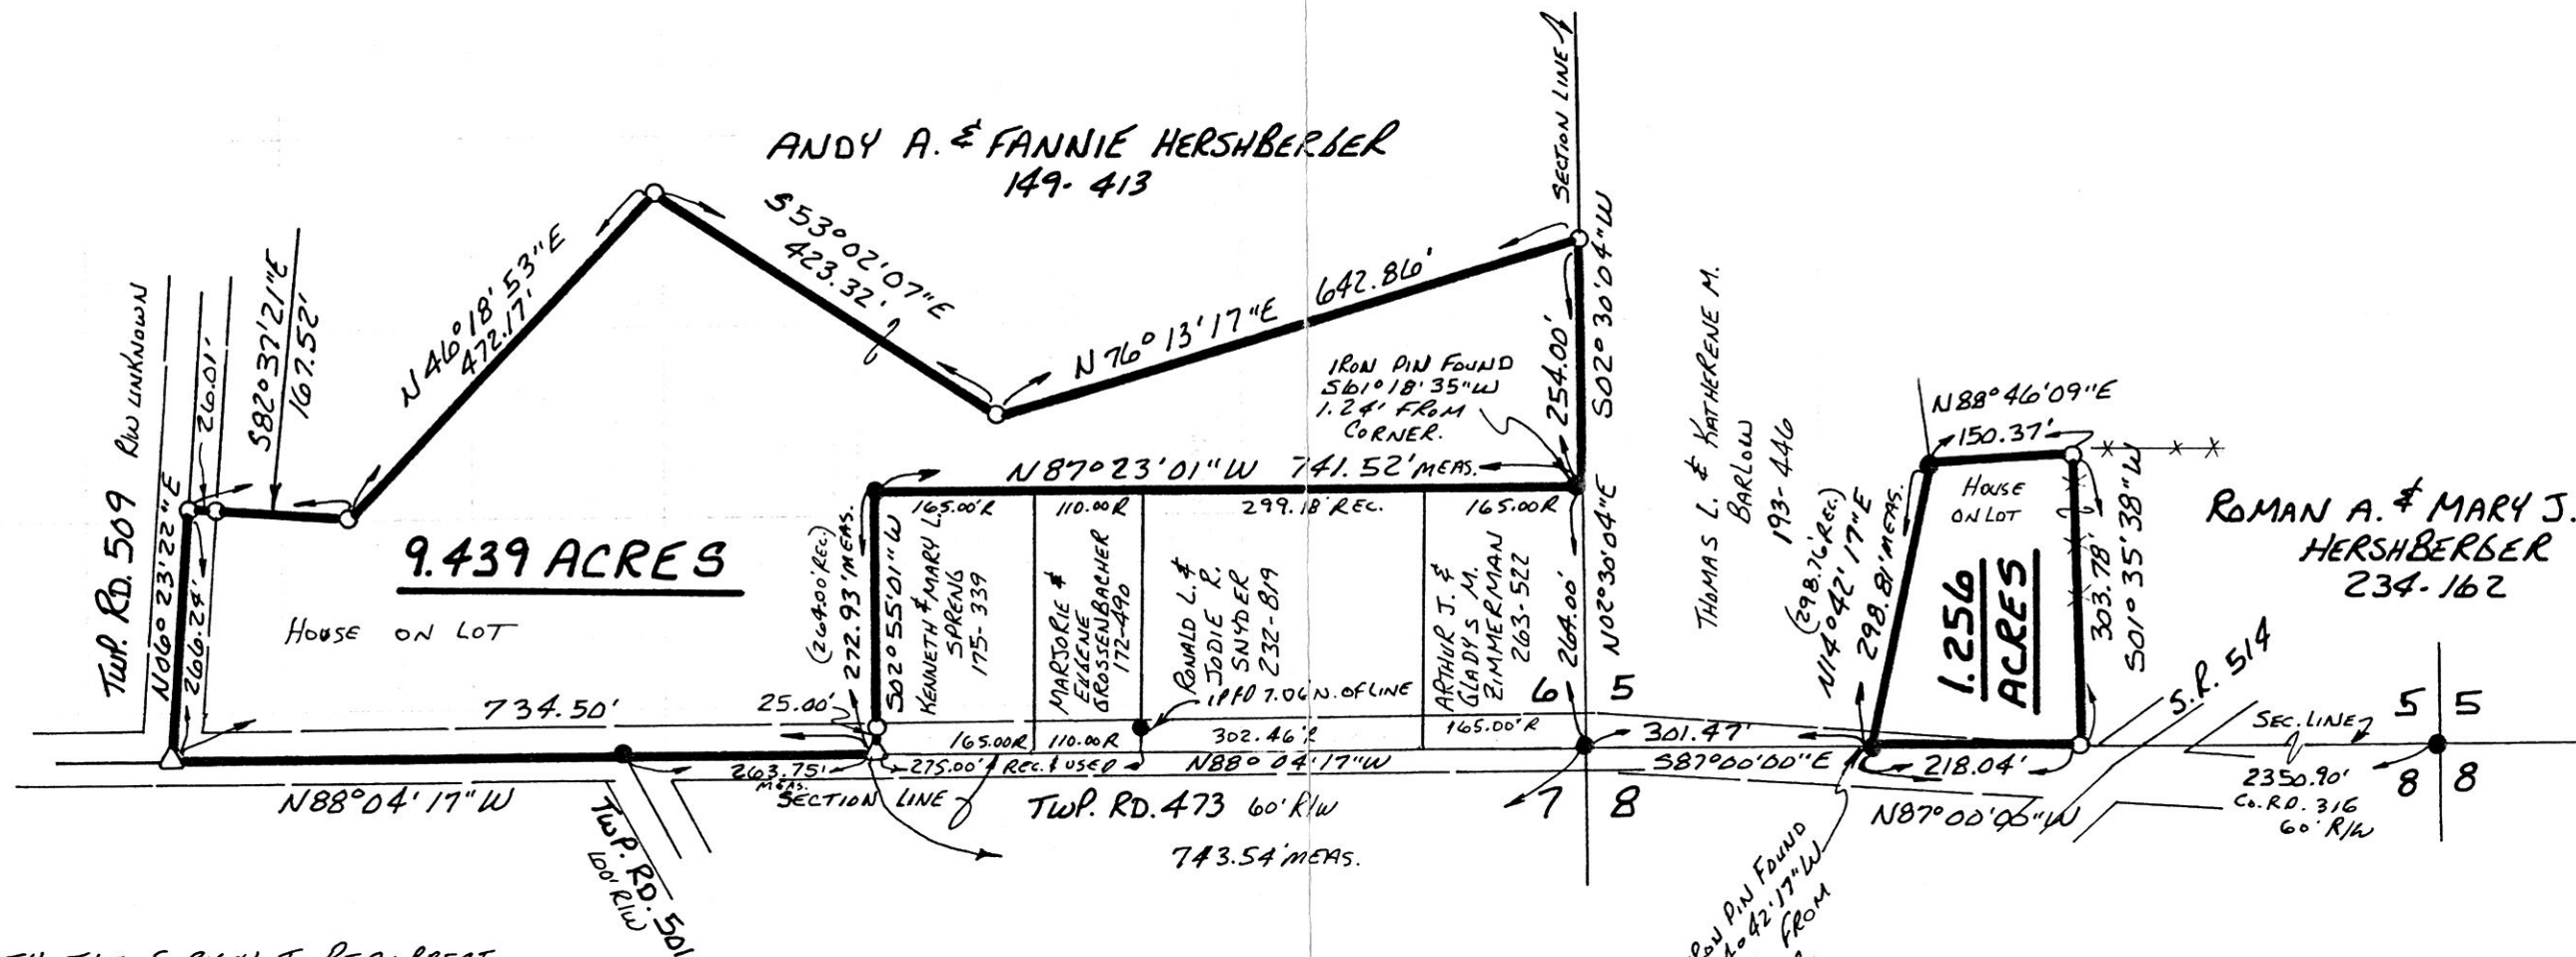 ANDY A. & FANNIE HERSHBERGER
149-413
SECTION LINE
S53°02'07"E
423.32'
N46°18'53"E
472.17'
N76°13'17"E 642.86'
S82°37'21"E
167.52'
26.01'
R/W UNKNOWN
TWP. RD. 509
N06°23'22"E
266.24'
9.439 ACRES
HOUSE ON LOT
IRON PIN FOUND
S61°18'35"W
1.24' FROM
CORNER.
254.00'
S02°30'04"W
N87°23'01"W 741.52' MEAS.
165.00'R
110.00R
299.18 REC.
165.00R
(264.00' REC.)
272.93' MEAS.
S02°55'01"W
KENNETH & MARY L.
SPRENG
175-339
MARJORIE &
EUGENE
GROSSENBACHER
172-490
RONALD L. &
JODIE R.
SNYDER
232-819
IPFD 7.06 N. OF LINE
ARTHUR J. &
GLADYS M.
ZIMMERMAN
263-522
264.00'
N02°30'04"E
THOMAS L. & KATHERENE M.
BARLOW
193-446
(298.76 REC.)
N14°42'17"E
298.81' MEAS.
N88°46'09"E
150.37'
HOUSE
ON LOT
1.256
ACRES
303.78'
S01°35'38"W
ROMAN A. & MARY J.
HERSHBERGER
234-162
734.50'
25.00'
165.00R
110.00R
302.46'R
165.00'R
6 5
7 8
301.47'
S87°00'00"E
218.04'
N87°00'00"W
S.R. 514
SEC. LINE
5 5
8 8
2350.90'
CO. RD. 316
60' R/W
263.75'
MEAS.
275.00' REC. & USED
N88°04'17"W
N88°04'17"W
SECTION LINE
TWP. RD. 473 60' R/W
743.54' MEAS.
TWP. RD. 501
60' R/W
IRON PIN FOUND
42'17"W
FROM